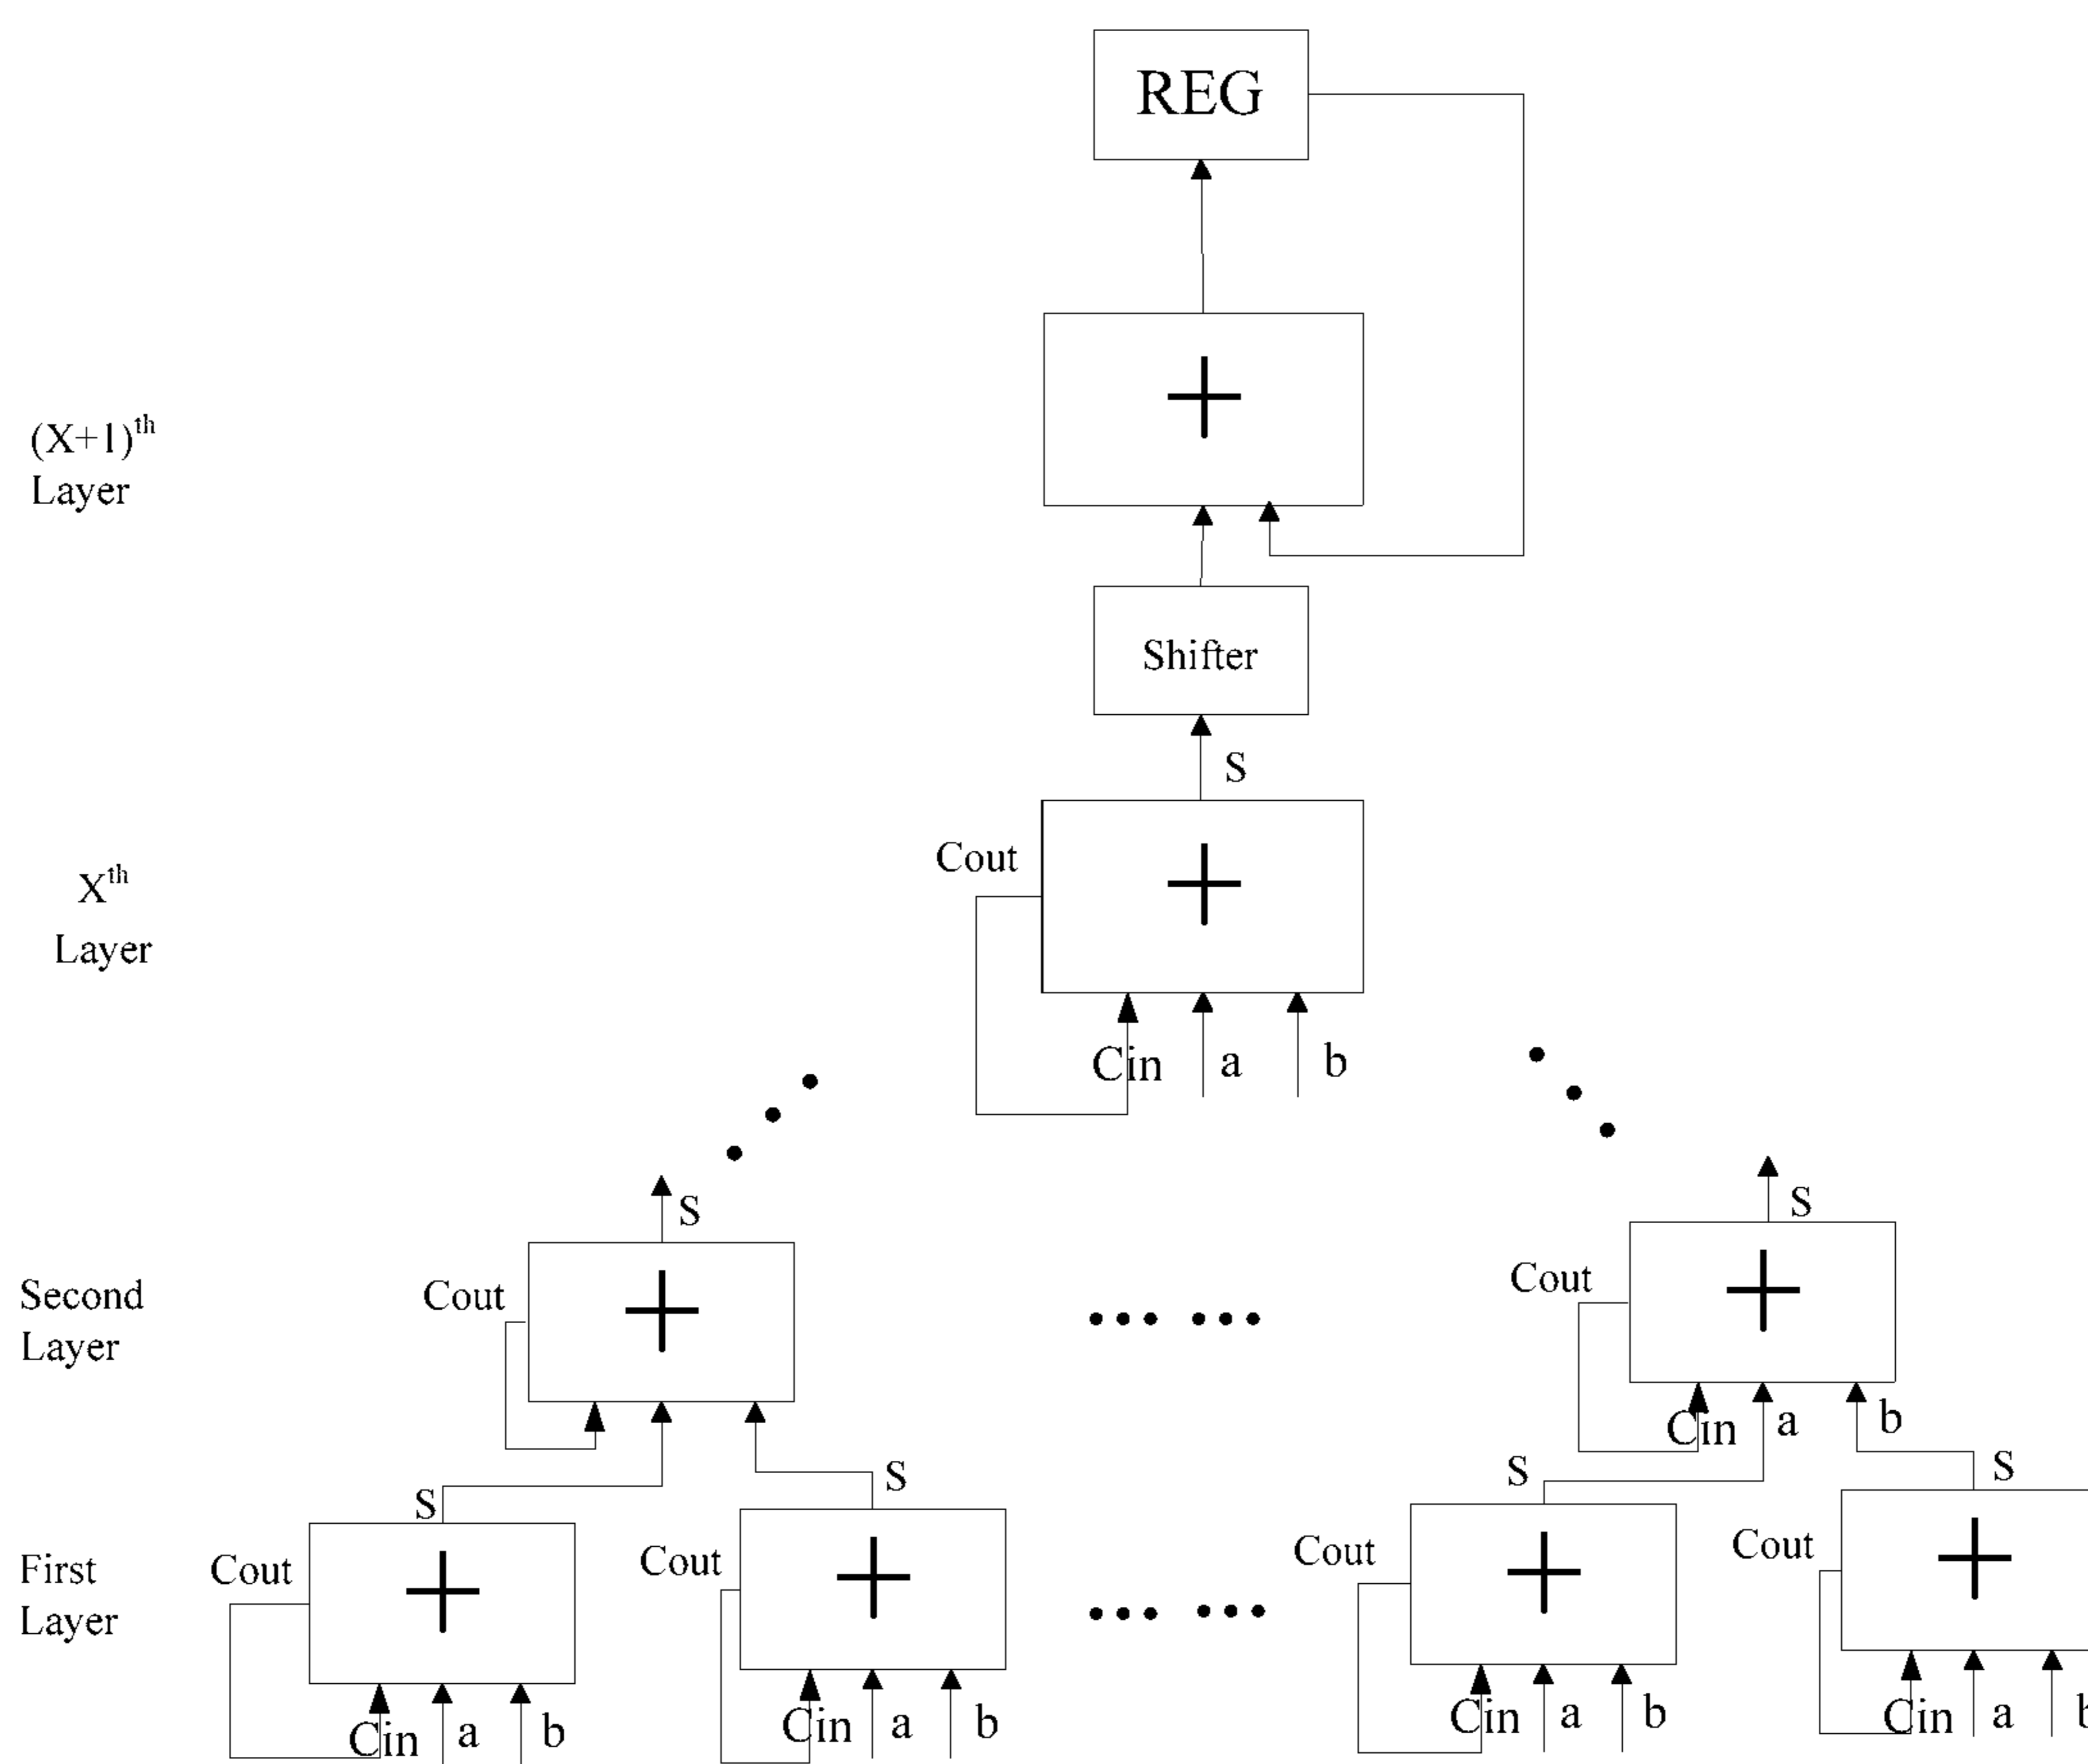 REG
(X+1)th
Layer
Shifter
S
Cout
Xth
Layer
Cin a b
S
S
Second
Layer
Cout
Cout
Cin a b
S
S
S
S
First
Layer
Cout
Cout
Cout
Cout
Cin a b
Cin a b
Cin a b
Cin a b